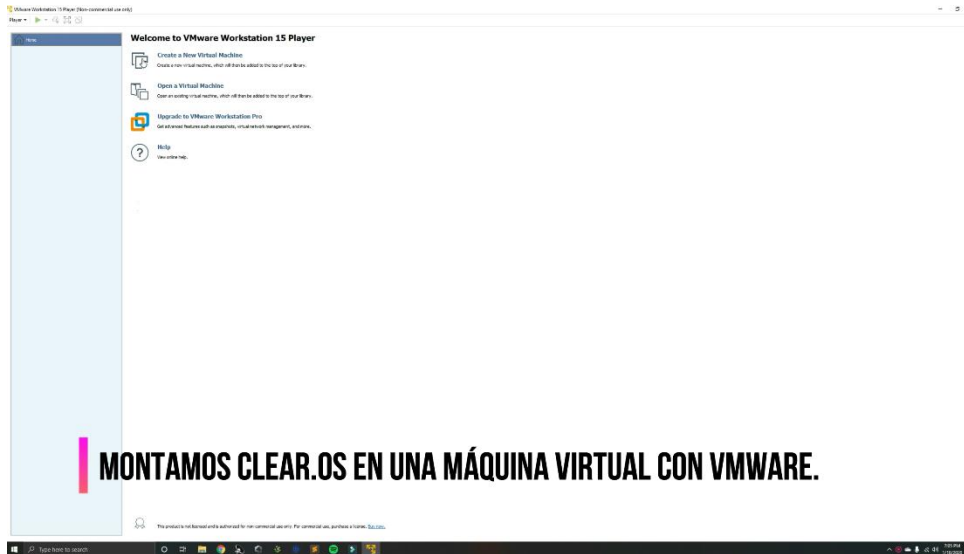 VMware Workstation 15 Player (Non-commercial use only)
Player
Home
Welcome to VMware Workstation 15 Player
Create a New Virtual Machine
Create a new virtual machine, which will then be added to the top of your library.
Open a Virtual Machine
Open an existing virtual machine, which will then be added to the top of your library.
Upgrade to VMware Workstation Pro
Get advanced features such as snapshots, virtual network management, and more.
Help
View online help.
MONTAMOS CLEAR.OS EN UNA MÁQUINA VIRTUAL CON VMWARE.
This product is not licensed and is authorized for non-commercial use only. For commercial use, purchase a license. Buy now.
Type here to search
7:05 PM